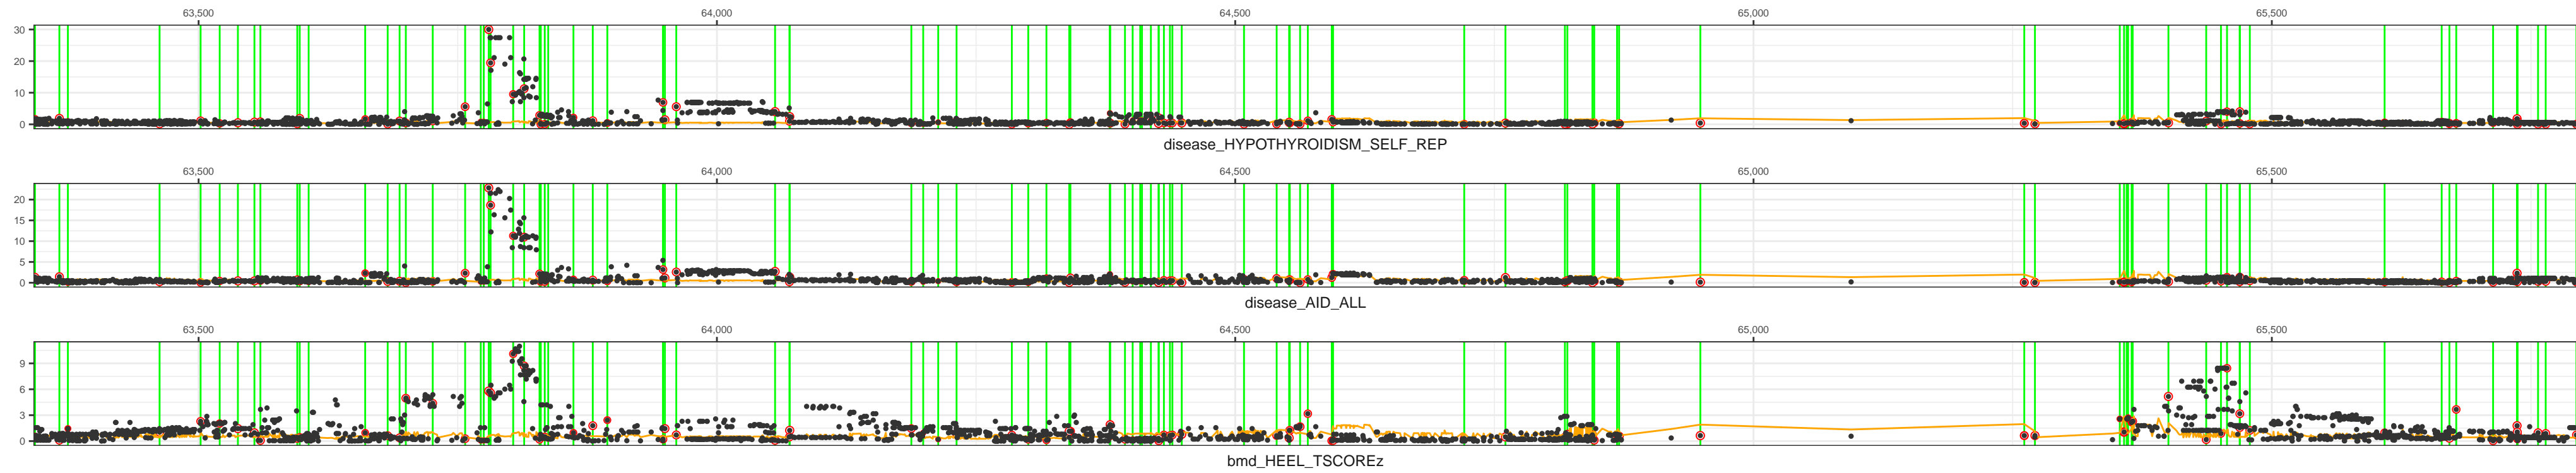 63,500 64,000 64,500 65,000 65,500
30
20
10
0
disease_HYPOTHYROIDISM_SELF_REP
63,500 64,000 64,500 65,000 65,500
20
15
10
5
0
disease_AID_ALL
63,500 64,000 64,500 65,000 65,500
9
6
3
0
bmd_HEEL_TSCOREz